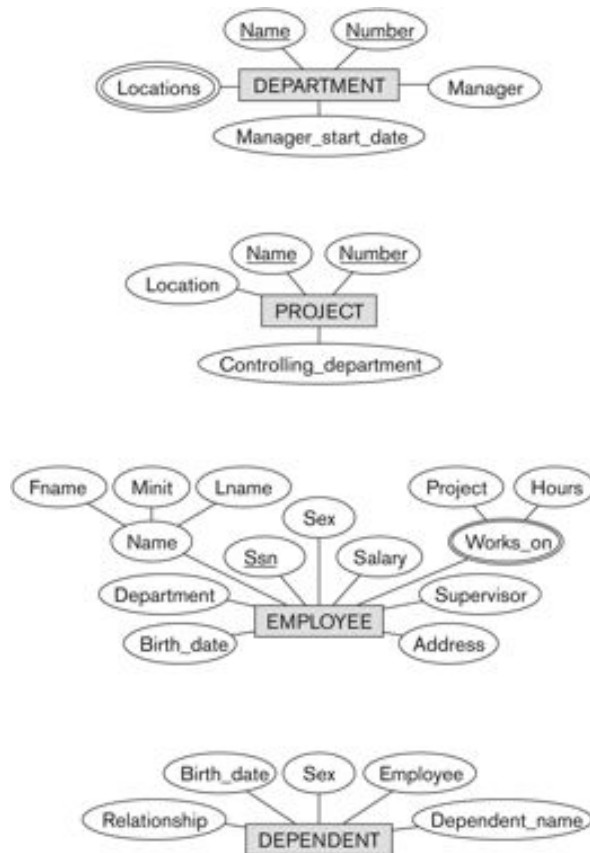 Name Number
Locations DEPARTMENT Manager
Manager_start_date
Name Number
Location
PROJECT
Controlling_department
Fname Minit Lname Project Hours
Sex
Name Works_on
Ssn Salary
Department Supervisor
EMPLOYEE
Birth_date Address
Birth_date Sex Employee
Relationship Dependent_name
DEPENDENT